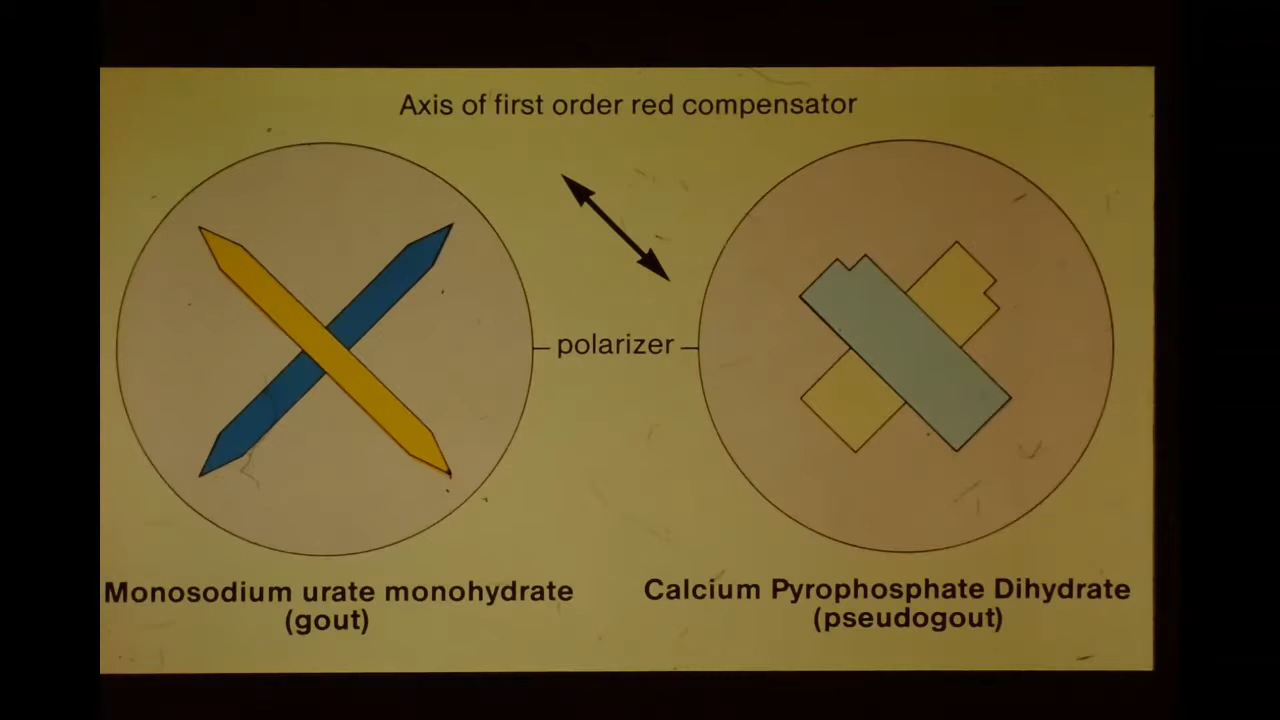 Axis of first order red compensator
polarizer
Monosodium urate monohydrate
(gout)
Calcium Pyrophosphate Dihydrate
(pseudogout)